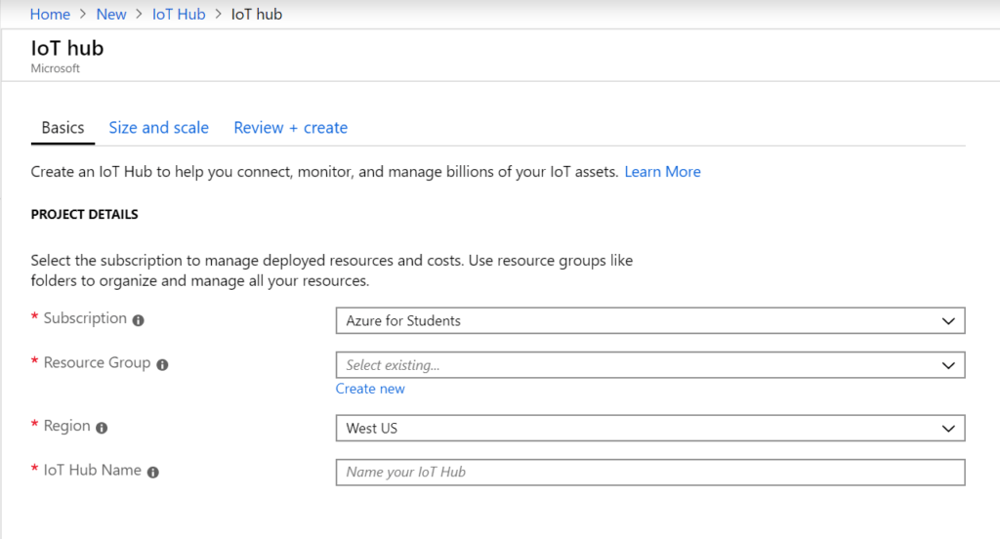 Home > New > IoT Hub > IoT hub
IoT hub
Microsoft
Basics Size and scale Review + create
Create an IoT Hub to help you connect, monitor, and manage billions of your IoT assets. Learn More
PROJECT DETAILS
Select the subscription to manage deployed resources and costs. Use resource groups like
folders to organize and manage all your resources.
* Subscription Azure for Students
* Resource Group Select existing...
Create new
* Region West US
* IoT Hub Name Name your IoT Hub